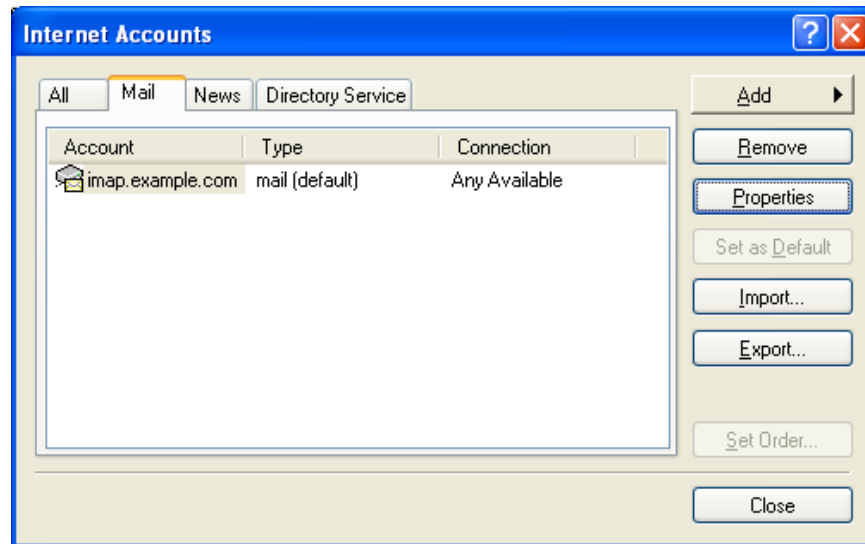 Internet Accounts
All Mail News Directory Service
Add
Account Type Connection
Remove
imap.example.com mail (default) Any Available
Properties
Set as Default
Import...
Export...
Set Order...
Close